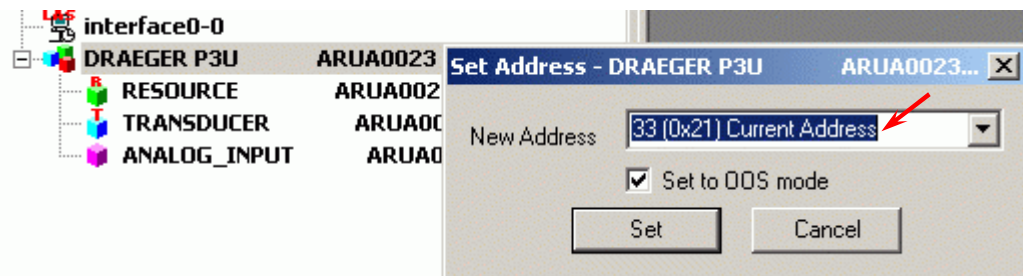 interface0-0
DRAEGER P3U ARUA0023
RESOURCE ARUA002
TRANSDUCER ARUA00
ANALOG_INPUT ARUA0
Set Address - DRAEGER P3U ARUA0023...
New Address 33 (0x21) Current Address
Set to OOS mode
Set Cancel